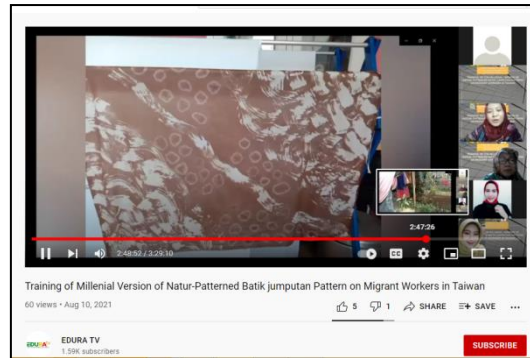 2:47:26
2:48:52 / 3:29:10
CC
Training of Millenial Version of Natur-Patterned Batik jumputan Pattern on Migrant Workers in Taiwan
60 views • Aug 10, 2021
5
1
SHARE
SAVE
EDURA TV
1.59K subscribers
SUBSCRIBE